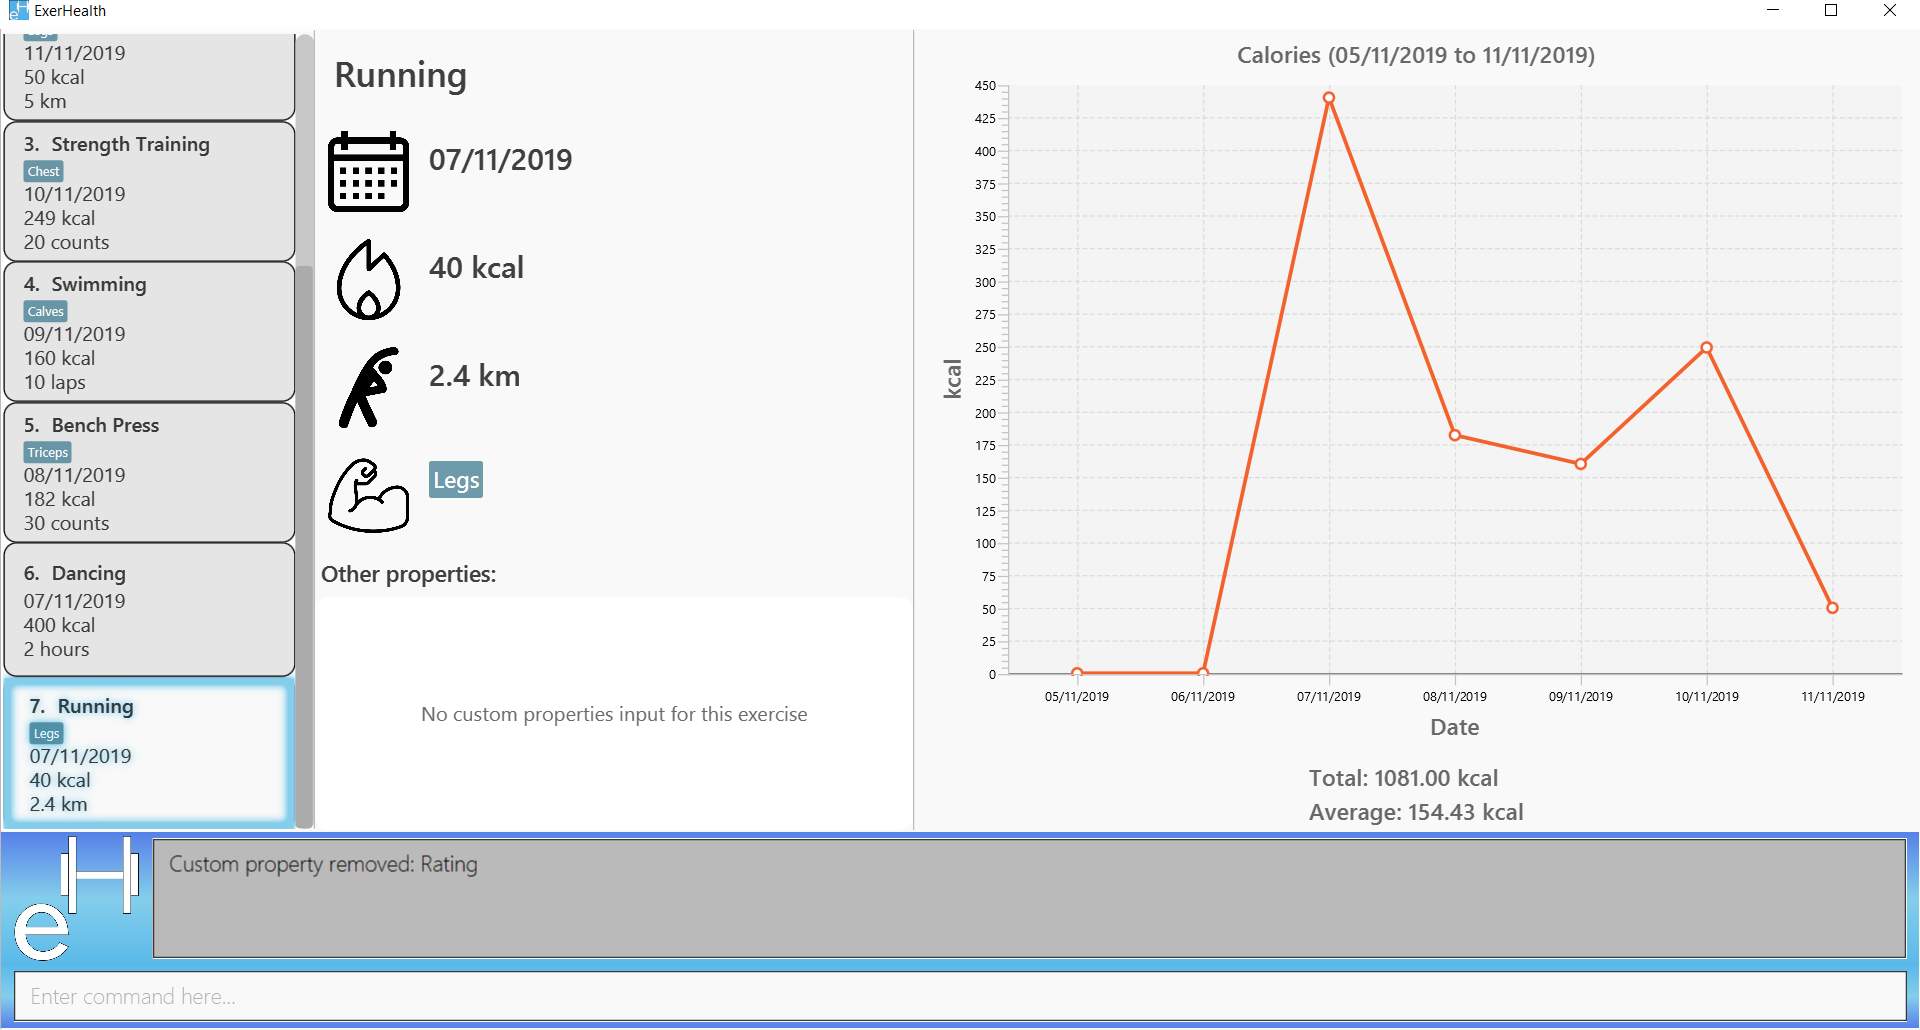 ExerHealth
11/11/2019
50 kcal
5 km
3. Strength Training
Chest
10/11/2019
249 kcal
20 counts
4. Swimming
Calves
09/11/2019
160 kcal
10 laps
5. Bench Press
Triceps
08/11/2019
182 kcal
30 counts
6. Dancing
07/11/2019
400 kcal
2 hours
7. Running
Legs
07/11/2019
40 kcal
2.4 km
Running
07/11/2019
40 kcal
2.4 km
Legs
Other properties:
No custom properties input for this exercise
Calories (05/11/2019 to 11/11/2019)
450
425
400
375
350
325
300
275
250
225
200
175
150
125
100
75
50
25
0
kcal
05/11/2019 06/11/2019 07/11/2019 08/11/2019 09/11/2019 10/11/2019 11/11/2019
Date
Total: 1081.00 kcal
Average: 154.43 kcal
eH
Custom property removed: Rating
Enter command here...